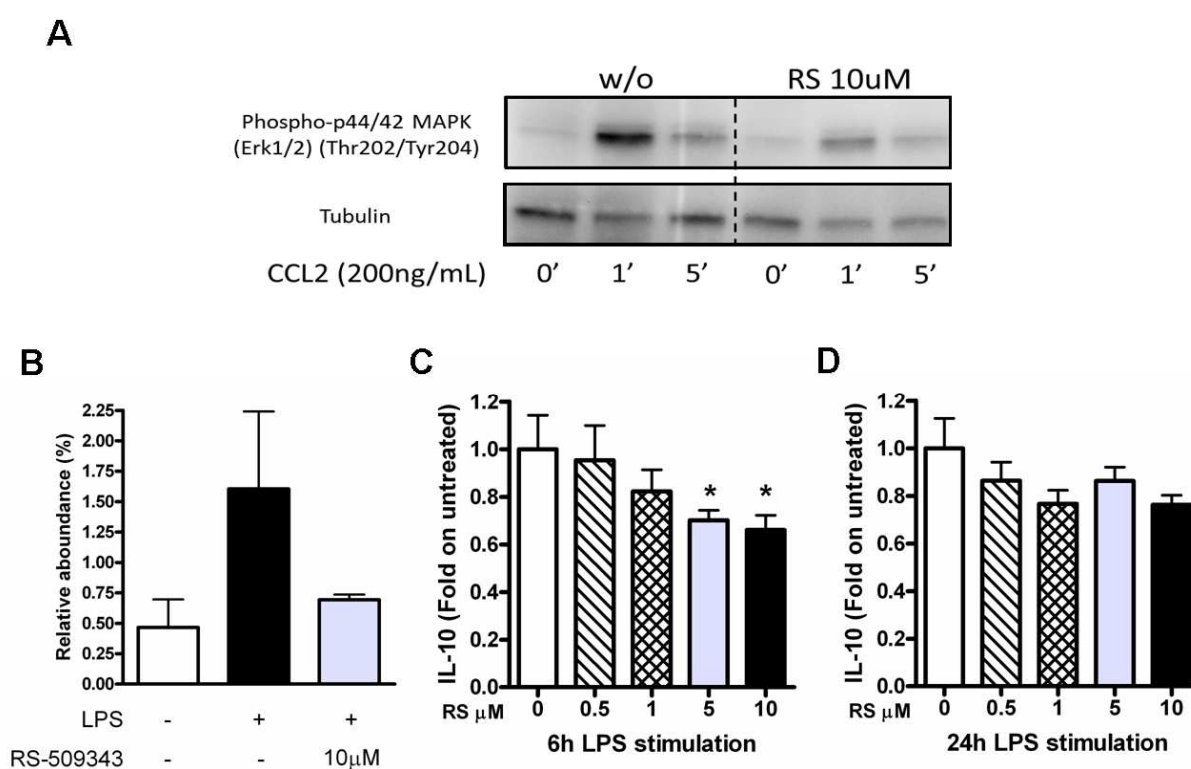 A
w/o RS 10uM
Phospho-p44/42 MAPK
(Erk1/2) (Thr202/Tyr204)
Tubulin
CCL2 (200ng/mL) 0’ 1’ 5’ 0’ 1’ 5’
B
Relative aboundance (%)
2.25
2.00
1.75
1.50
1.25
1.00
0.75
0.50
0.25
0.00
LPS - + +
RS-509343 - - 10μM
C
IL-10 (Fold on untreated)
1.2
1.0
0.8
0.6
0.4
0.2
0.0
* *
RS μM 0 0.5 1 5 10
6h LPS stimulation
D
IL-10 (Fold on untreated)
1.2
1.0
0.8
0.6
0.4
0.2
0.0
RS μM 0 0.5 1 5 10
24h LPS stimulation